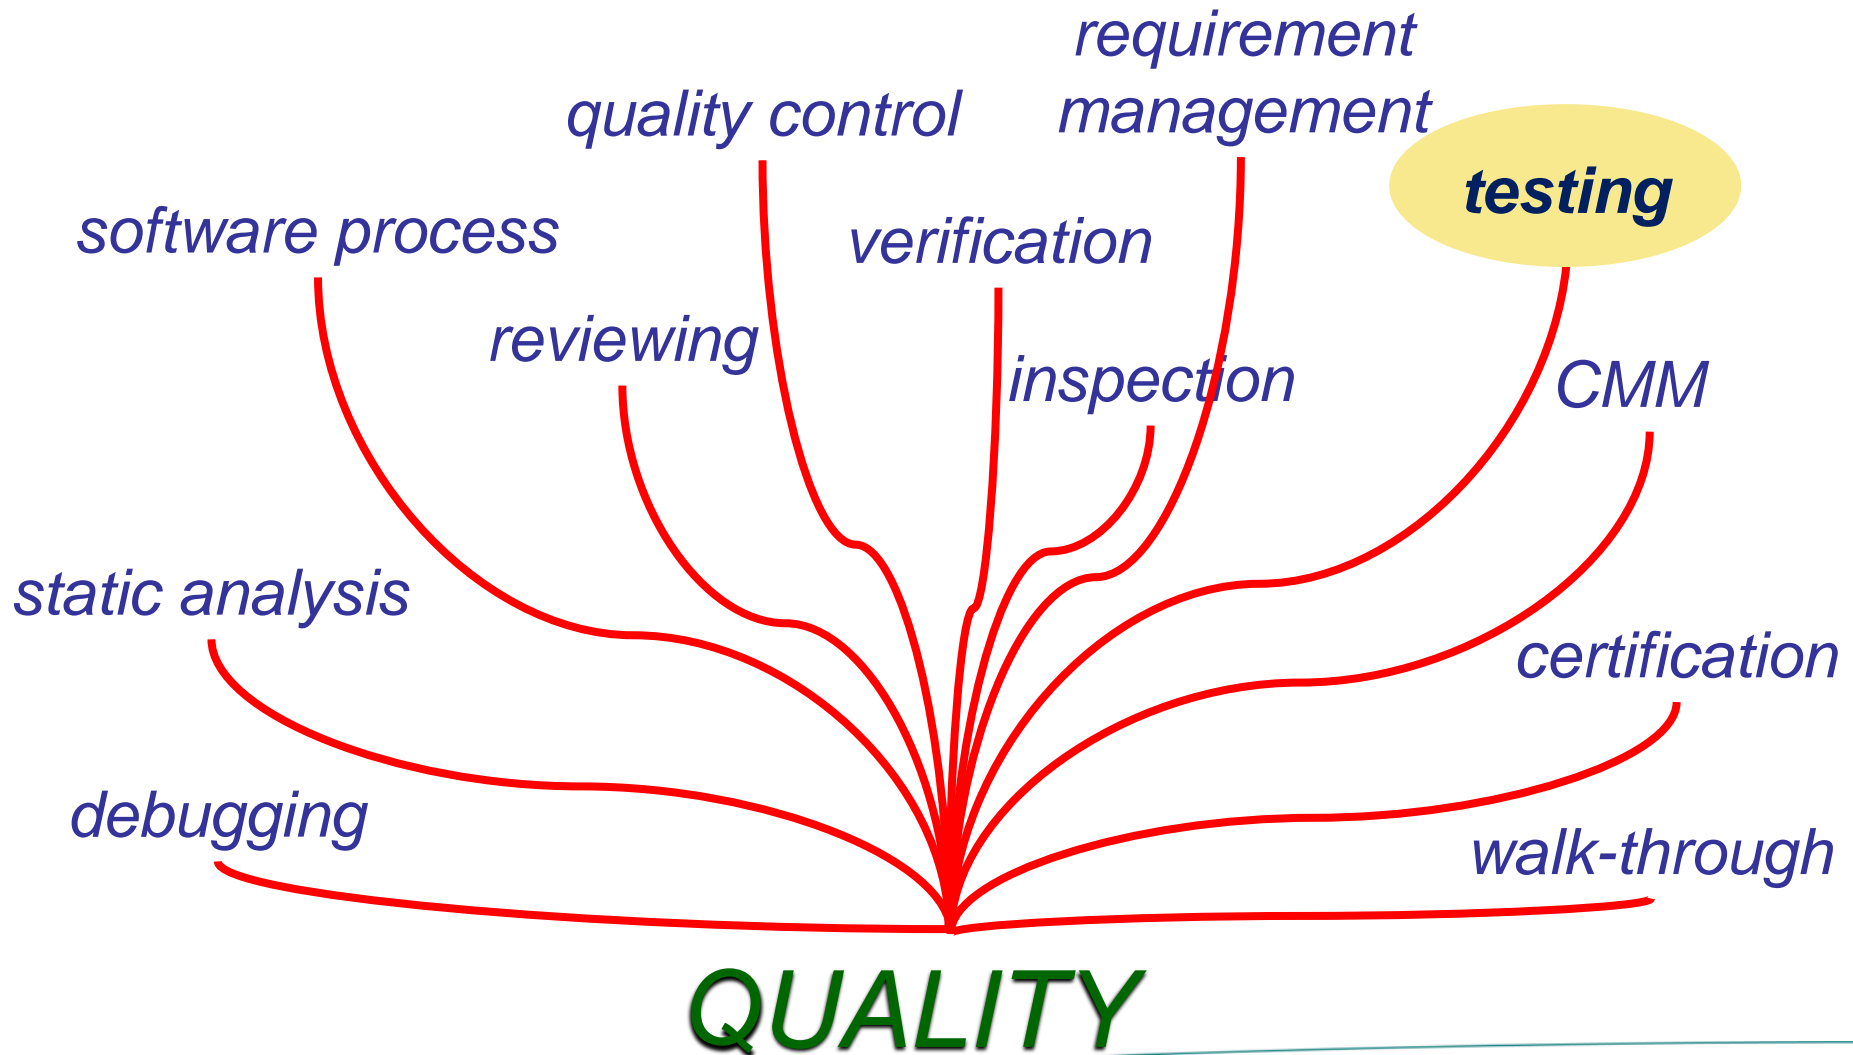 requirement
management
quality control
testing
software process
verification
reviewing
inspection
CMM
static analysis
certification
debugging
walk-through
QUALITY